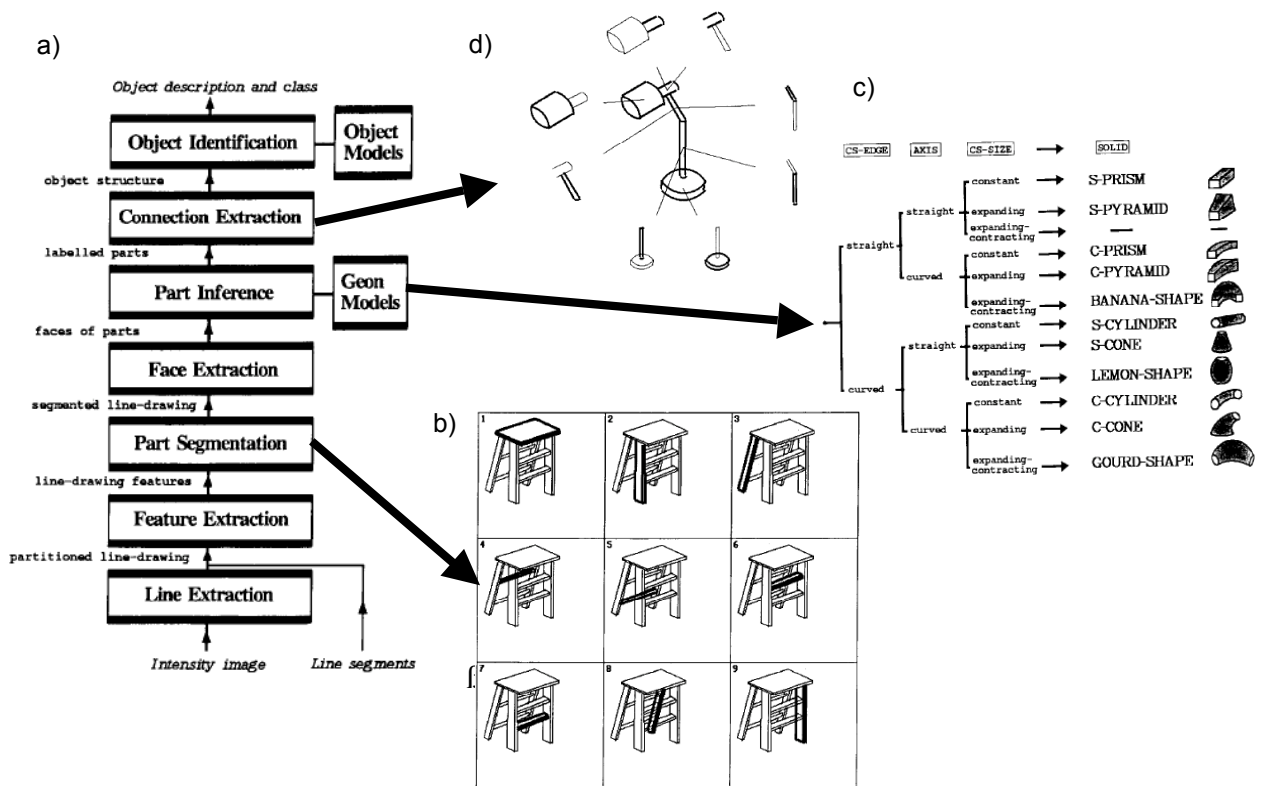 a)
Object description and class
Object Identification
Object
Models
object structure
Connection Extraction
labelled parts
Part Inference
Geon
Models
faces of parts
Face Extraction
segmented line-drawing
Part Segmentation
line-drawing features
Feature Extraction
partitioned line-drawing
Line Extraction
Intensity image
Line segments
d)
c)
CS-EDGE AXIS CS-SIZE SOLID
constant S-PRISM
straight expanding S-PYRAMID
expanding-
contracting
straight
constant C-PRISM
curved expanding C-PYRAMID
expanding-
contracting BANANA-SHAPE
constant S-CYLINDER
straight expanding S-CONE
expanding-
contracting LEMON-SHAPE
curved
constant C-CYLINDER
curved expanding C-CONE
expanding-
contracting GOURD-SHAPE
b)
1 2 3
4 5 6
7 8 9